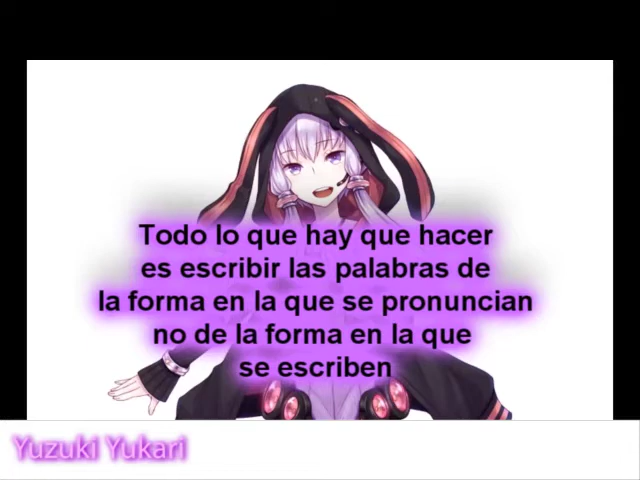 Todo lo que hay que hacer
es escribir las palabras de
la forma en la que se pronuncian
no de la forma en la que
se escriben
Yuzuki Yukari